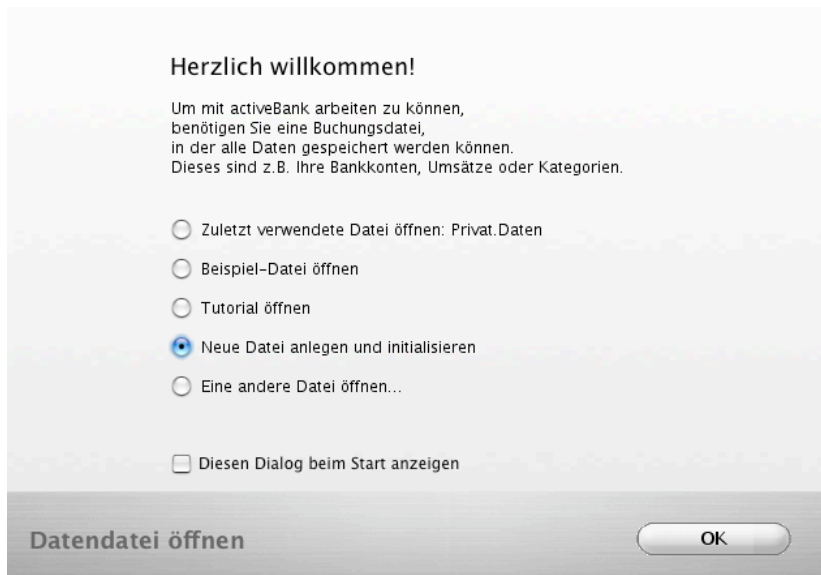 Herzlich willkommen!
Um mit activeBank arbeiten zu können,
benötigen Sie eine Buchungsdatei,
in der alle Daten gespeichert werden können.
Dieses sind z.B. Ihre Bankkonten, Umsätze oder Kategorien.
Zuletzt verwendete Datei öffnen: Privat.Daten
Beispiel-Datei öffnen
Tutorial öffnen
Neue Datei anlegen und initialisieren
Eine andere Datei öffnen...
Diesen Dialog beim Start anzeigen
Datendatei öffnen
OK